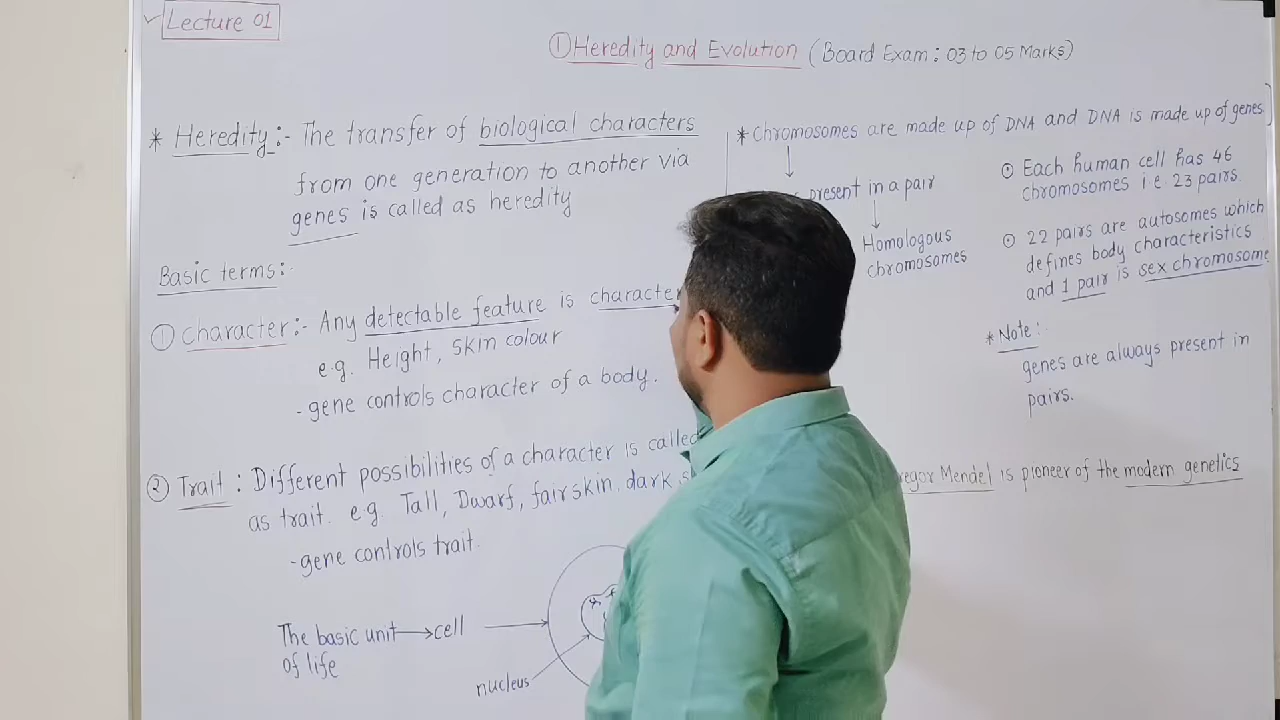 Lecture 01
① Heredity and Evolution (Board Exam: 03 to 05 Marks)
* Heredity :- The transfer of biological characters
from one generation to another via
genes is called as heredity
Basic terms:-
① Character:- Any detectable feature is character
e.g. Height, skin colour
- gene controls character of a body.
② Trait : Different possibilities of a character is called
as trait. e.g. Tall, Dwarf, fair skin, dark
- gene controls trait.
The basic unit → cell
of life
nucleus
* Chromosomes are made up of DNA and DNA is made up of genes
present in a pair
Homologous
chromosomes
⊙ Each human cell has 46
chromosomes i.e. 23 pairs.
⊙ 22 pairs are autosomes which
defines body characteristics
and 1 pair is sex chromosome
* Note:-
genes are always present in
pairs.
regor Mendel is pioneer of the modern genetics